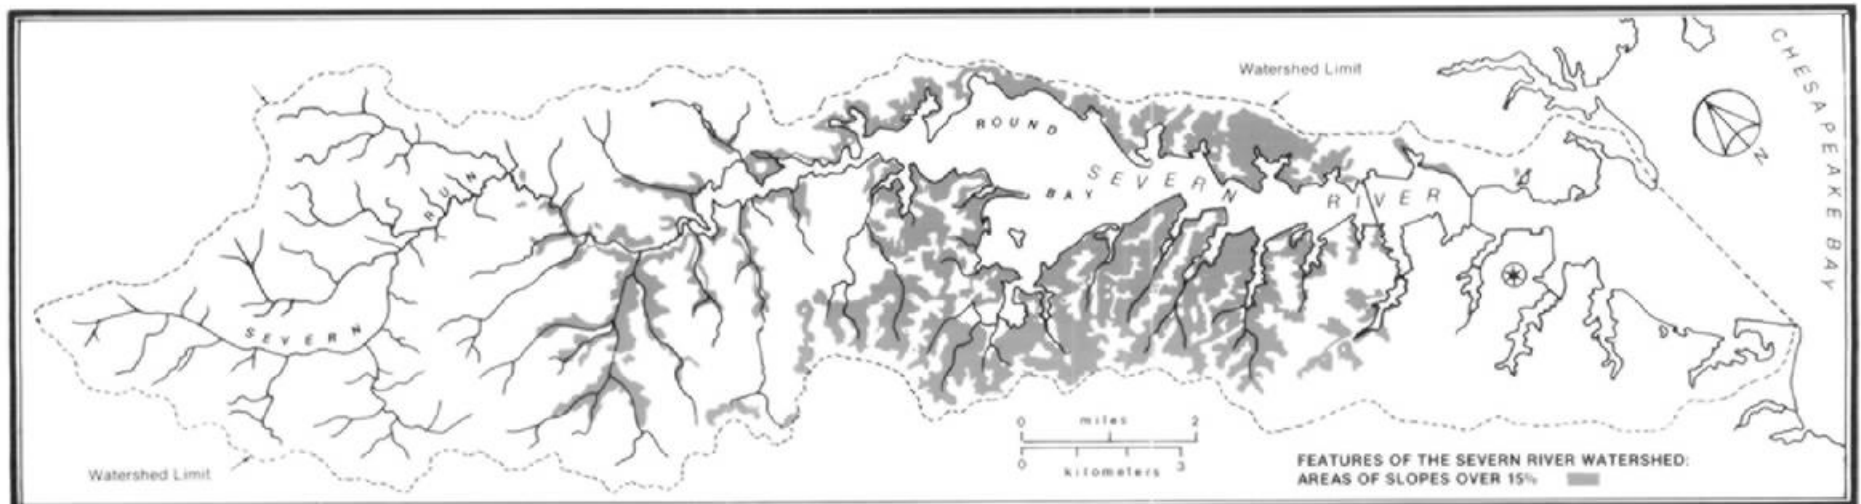 Watershed Limit
CHESAPEAKE BAY
ROUND
BAY
SEVERN RIVER
N
SEVERN RUN
Watershed Limit
0 miles 2
0 kilometers 3
FEATURES OF THE SEVERN RIVER WATERSHED:
AREAS OF SLOPES OVER 15%